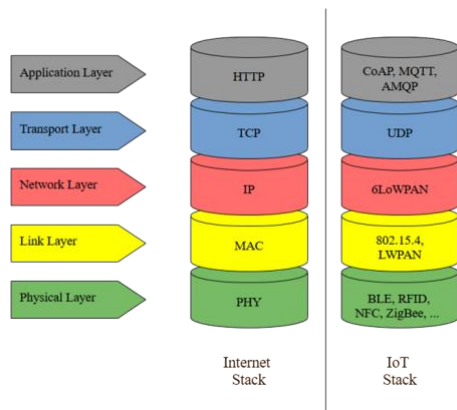 Application Layer
HTTP
CoAP, MQTT,
AMQP
Transport Layer
TCP
UDP
Network Layer
IP
6LoWPAN
Link Layer
MAC
802.15.4,
LWPAN
Physical Layer
PHY
BLE, RFID,
NFC, ZigBee, ...
Internet
Stack
IoT
Stack